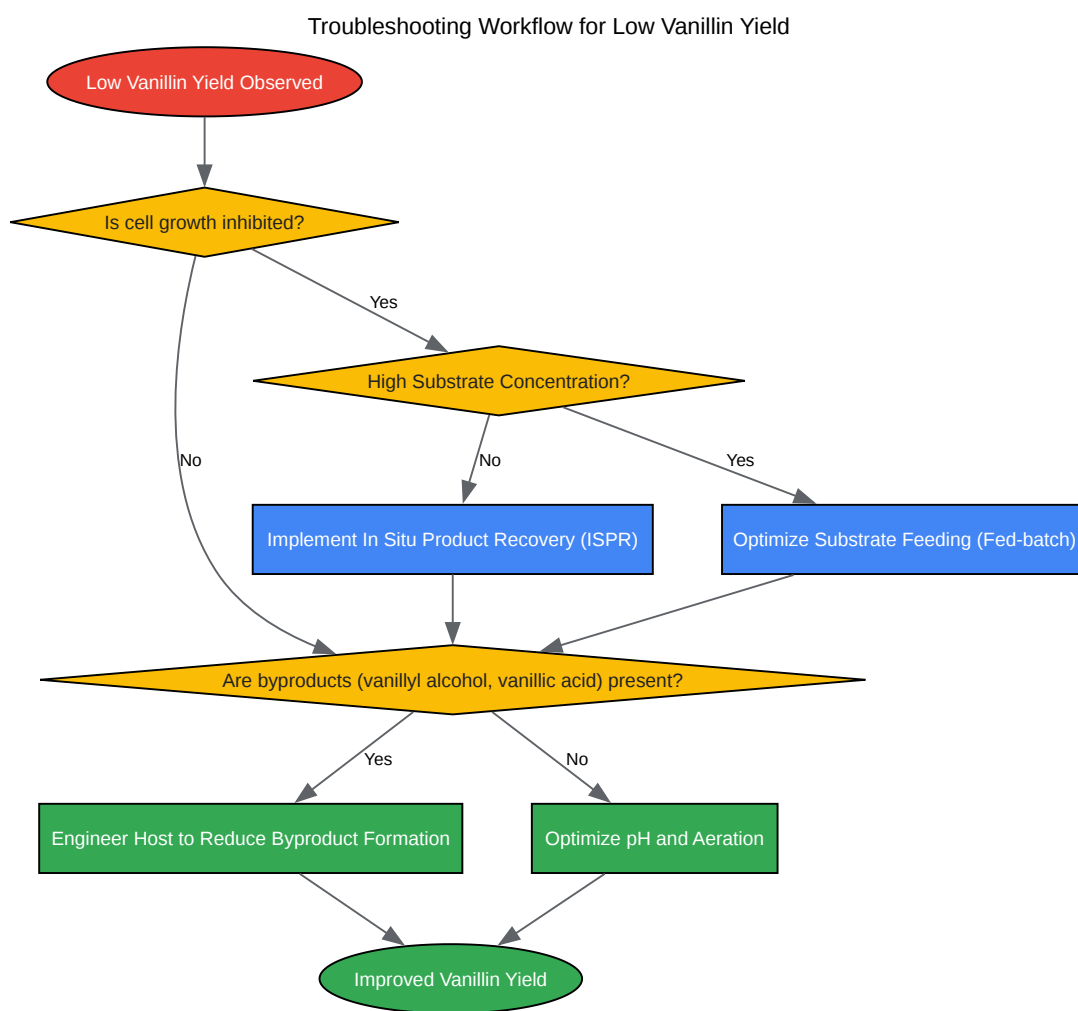 Troubleshooting Workflow for Low Vanillin Yield
Low Vanillin Yield Observed
Is cell growth inhibited?
Yes
High Substrate Concentration?
No
No
Yes
Implement In Situ Product Recovery (ISPR)
Optimize Substrate Feeding (Fed-batch)
Are byproducts (vanillyl alcohol, vanillic acid) present?
Yes
No
Engineer Host to Reduce Byproduct Formation
Optimize pH and Aeration
Improved Vanillin Yield